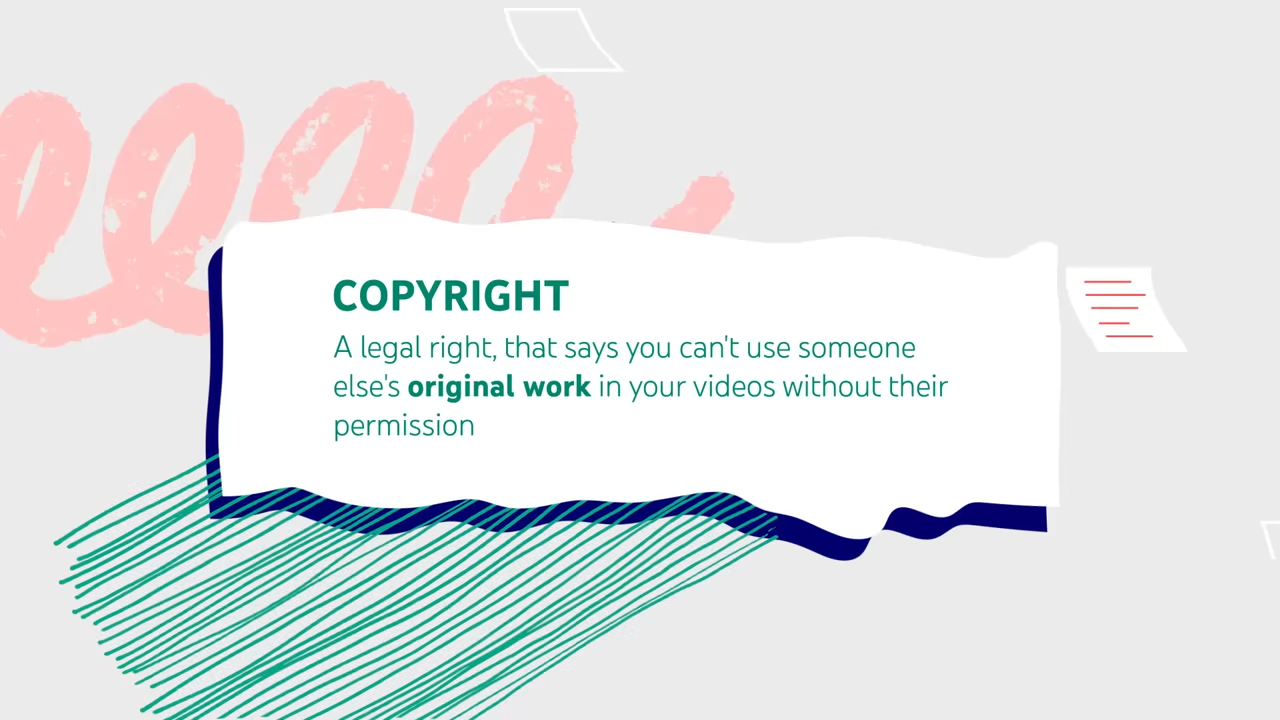 COPYRIGHT
A legal right, that says you can't use someone
else's original work in your videos without their
permission